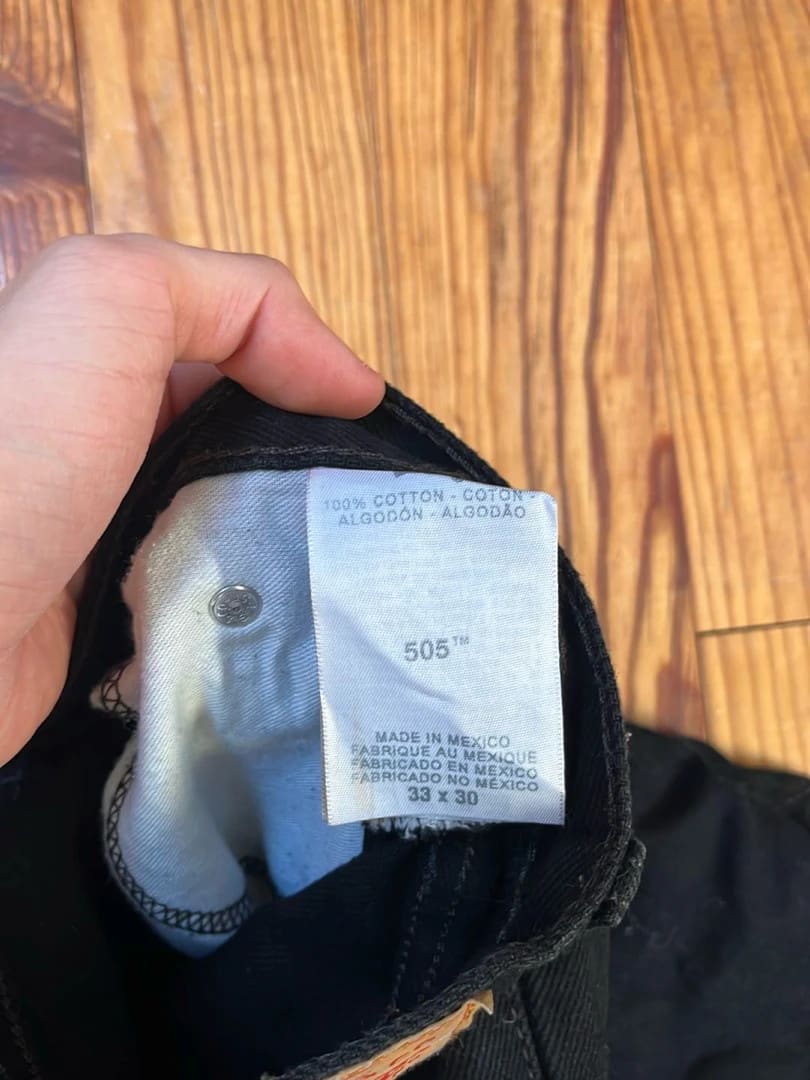 100% COTTON - COTON -
ALGODÓN - ALGODÃO
505™
MADE IN MEXICO
FABRIQUE AU MEXIQUE
FABRICADO EN MÉXICO
FABRICADO NO MÉXICO
33 x 30